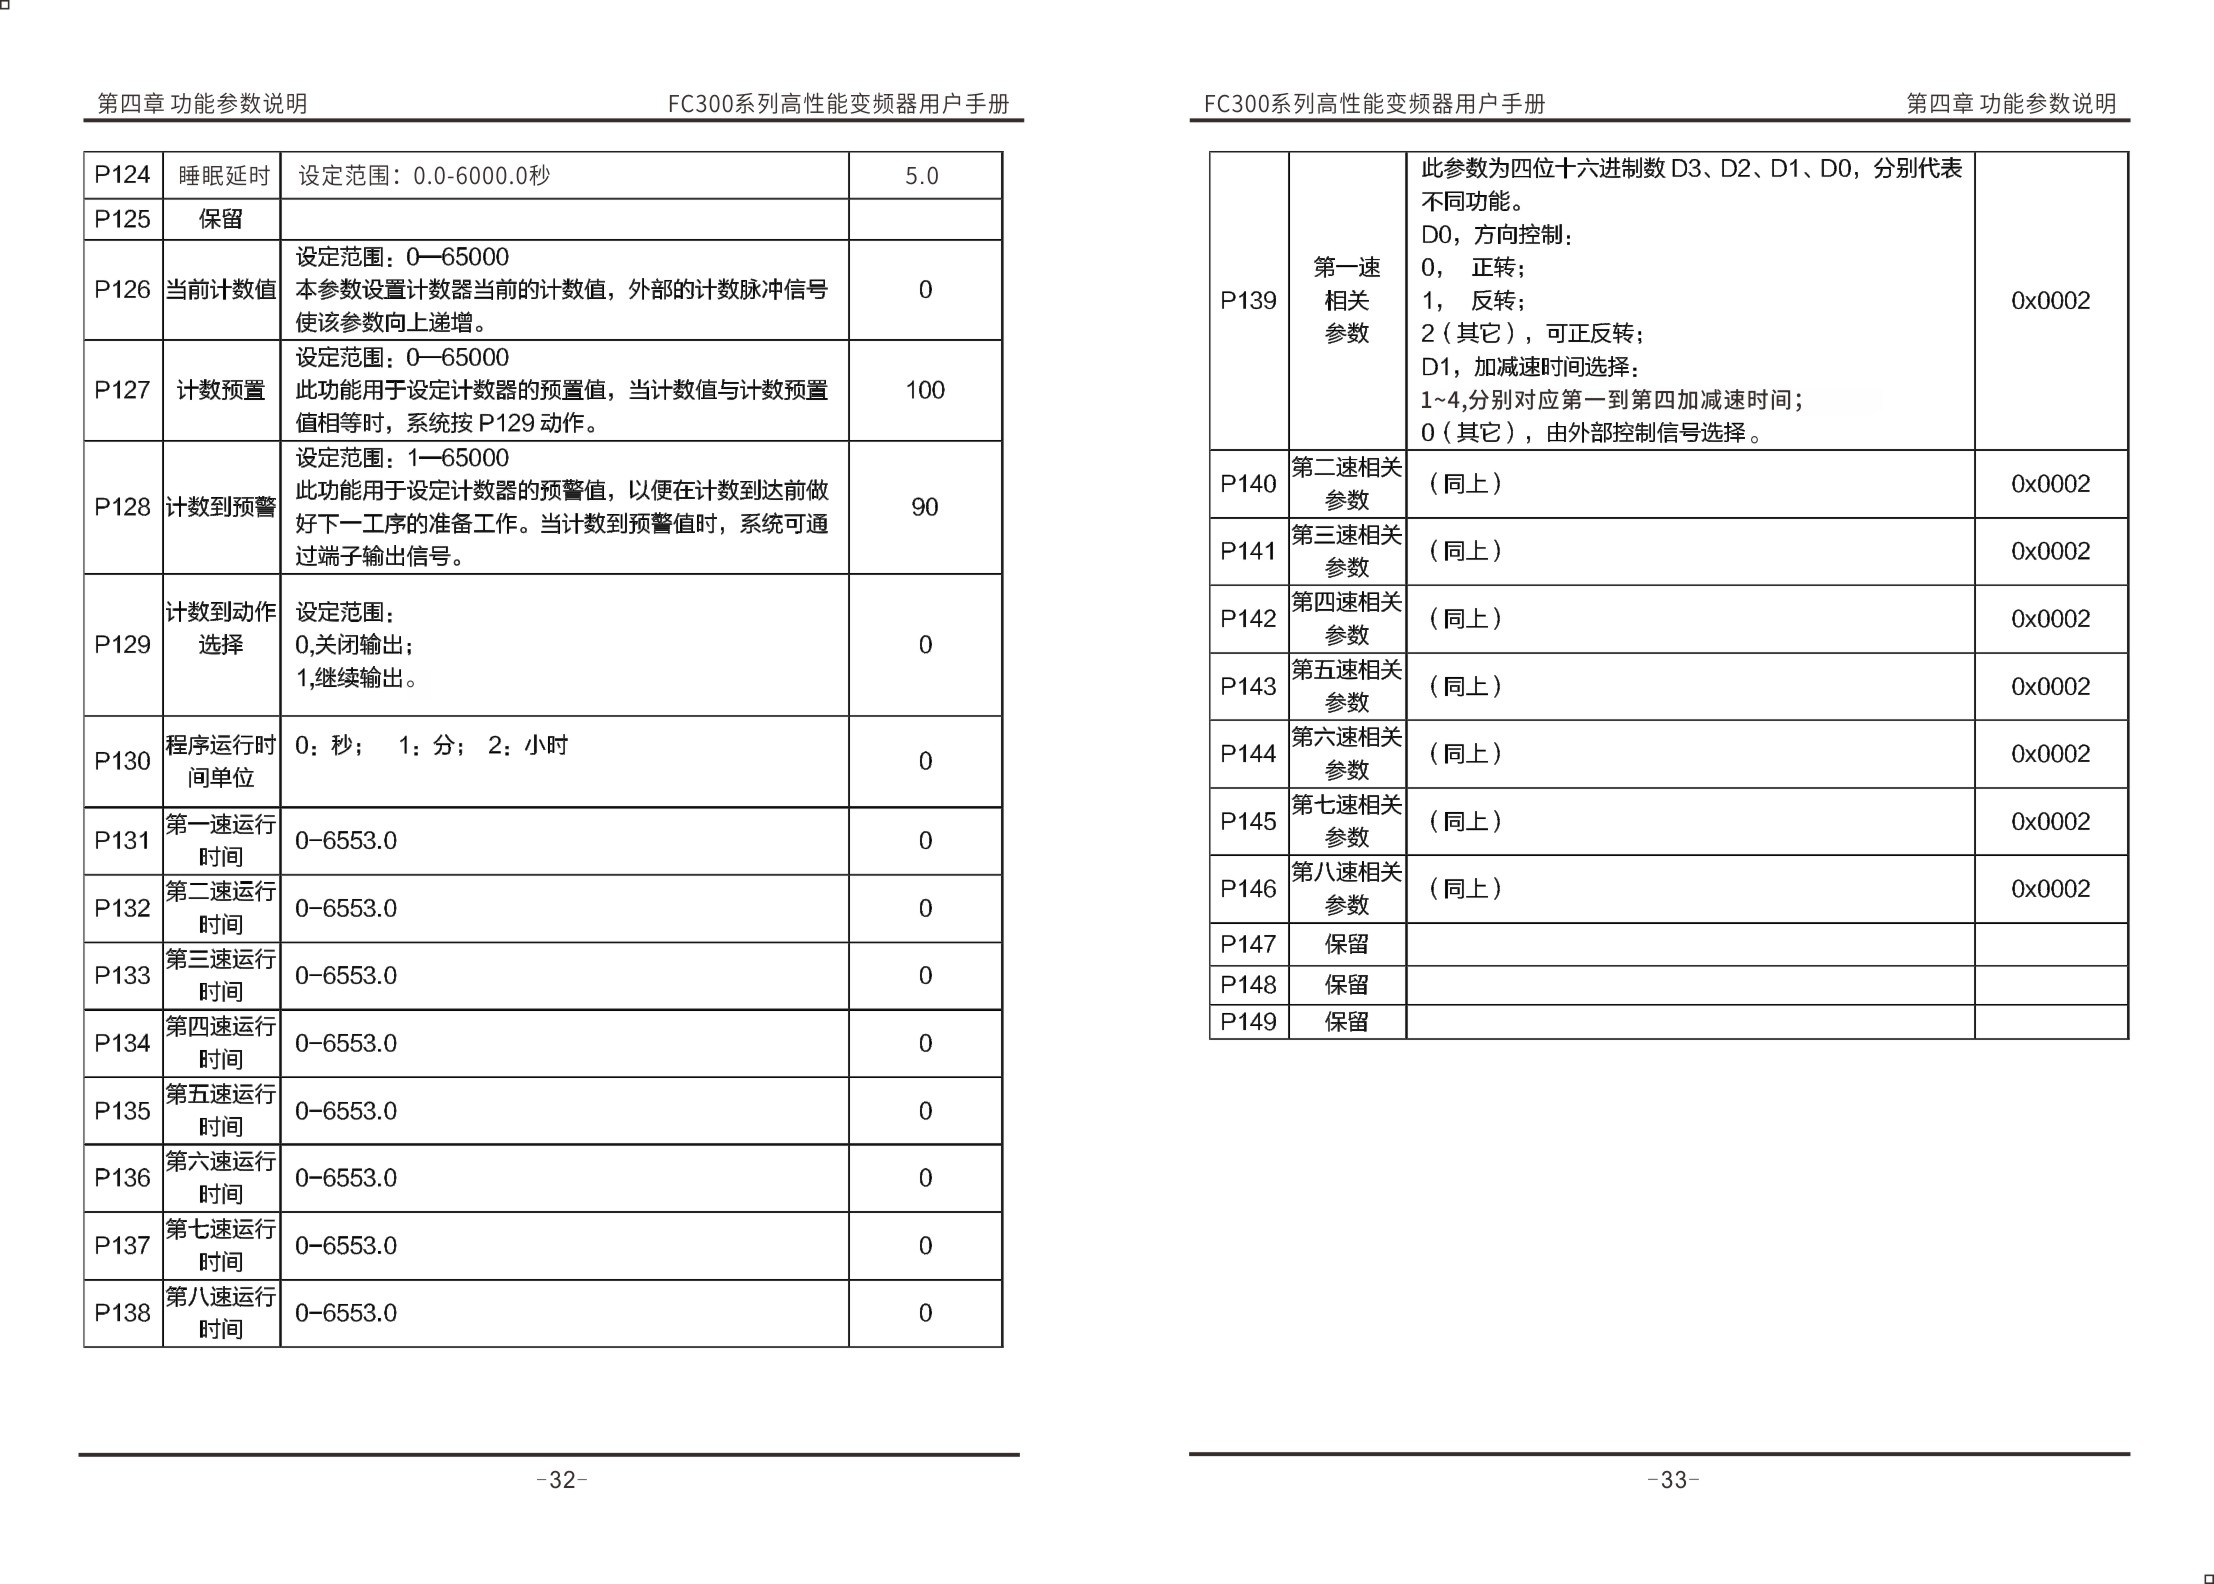 第四章 功能参数说明 FC300系列高性能变频器用户手册
P124 睡眠延时 设定范围：0.0-6000.0秒 5.0
P125 保留
P126 当前计数值 设定范围：0—65000
本参数设置计数器当前的计数值，外部的计数脉冲信号
使该参数向上递增。
0
P127 计数预置 设定范围：0—65000
此功能用于设定计数器的预置值，当计数值与计数预置
值相等时，系统按 P129 动作。
100
P128 计数到预警 设定范围：1—65000
此功能用于设定计数器的预警值，以便在计数到达前做
好下一工序的准备工作。当计数到预警值时，系统可通
过端子输出信号。
90
P129 计数到动作
选择
设定范围：
0,关闭输出；
1,继续输出。
0
P130 程序运行时
间单位
0：秒； 1：分； 2：小时
0
P131 第一速运行
时间
0−6553.0 0
P132 第二速运行
时间
0−6553.0 0
P133 第三速运行
时间
0−6553.0 0
P134 第四速运行
时间
0−6553.0 0
P135 第五速运行
时间
0−6553.0 0
P136 第六速运行
时间
0−6553.0 0
P137 第七速运行
时间
0−6553.0 0
P138 第八速运行
时间
0−6553.0 0
-32-
FC300系列高性能变频器用户手册 第四章 功能参数说明
P139 第一速
相关
参数
此参数为四位十六进制数 D3、D2、D1、D0，分别代表
不同功能。
D0，方向控制：
0， 正转；
1， 反转；
2（其它），可正反转；
D1，加减速时间选择：
1~4,分别对应第一到第四加减速时间；
0（其它），由外部控制信号选择。
0x0002
P140 第二速相关
参数
（同上） 0x0002
P141 第三速相关
参数
（同上） 0x0002
P142 第四速相关
参数
（同上） 0x0002
P143 第五速相关
参数
（同上） 0x0002
P144 第六速相关
参数
（同上） 0x0002
P145 第七速相关
参数
（同上） 0x0002
P146 第八速相关
参数
（同上） 0x0002
P147 保留
P148 保留
P149 保留
-33-